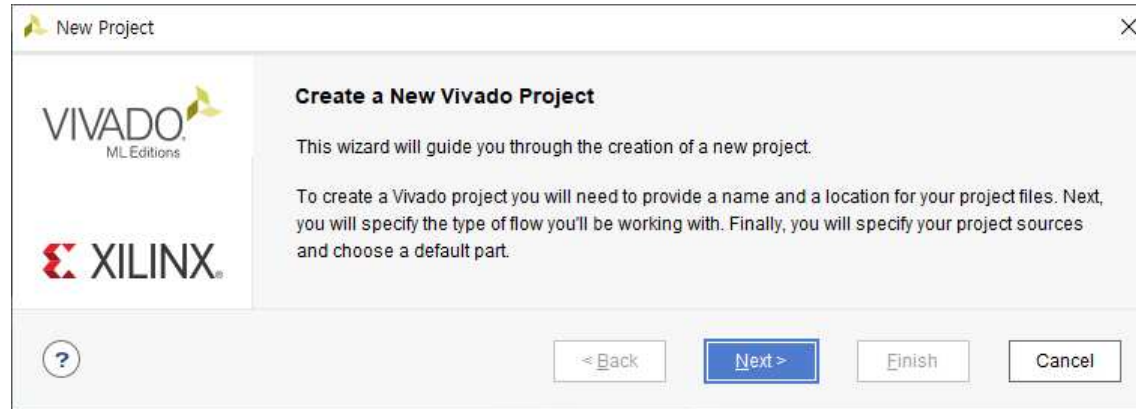 New Project
VIVADO.
ML Editions
XILINX.
Create a New Vivado Project
This wizard will guide you through the creation of a new project.
To create a Vivado project you will need to provide a name and a location for your project files. Next,
you will specify the type of flow you'll be working with. Finally, you will specify your project sources
and choose a default part.
?
< Back
Next >
Finish
Cancel